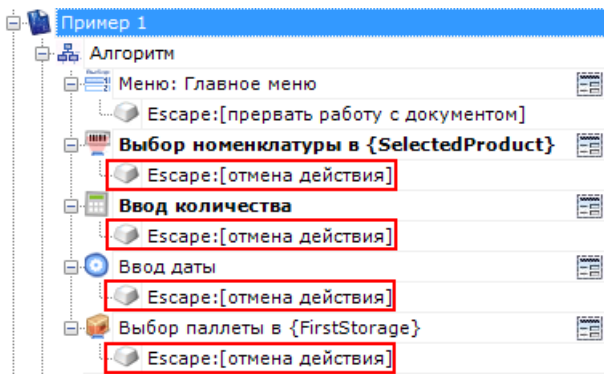 Пример 1
Алгоритм
Меню: Главное меню
Escape:[прервать работу с документом]
Выбор номенклатуры в {SelectedProduct}
Escape:[отмена действия]
Ввод количества
Escape:[отмена действия]
Ввод даты
Escape:[отмена действия]
Выбор паллеты в {FirstStorage}
Escape:[отмена действия]